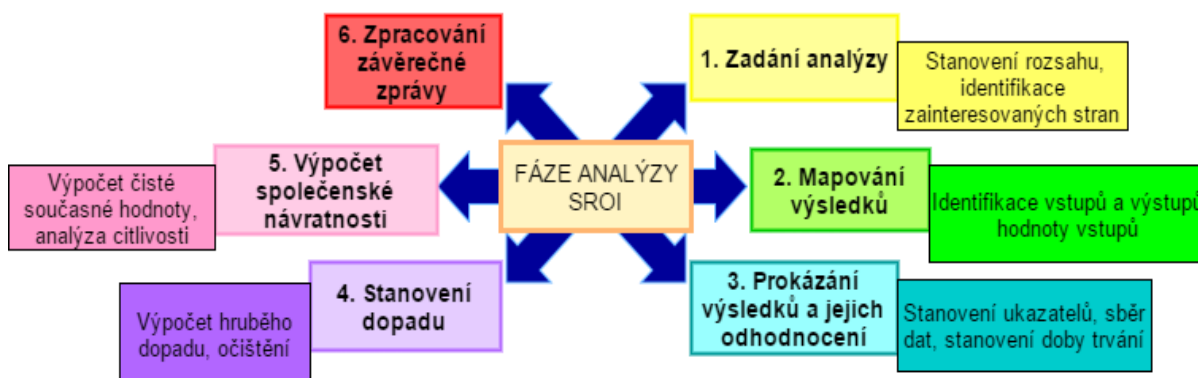 FÁZE ANALÝZY
SROI
1. Zadání analýzy
Stanovení rozsahu,
identifikace
zainteresovaných stran
2. Mapování
výsledků
Identifikace vstupů a výstupů
hodnoty vstupů
3. Prokázání
výsledků a jejich
odhodnocení
Stanovení ukazatelů, sběr
dat, stanovení doby trvání
4. Stanovení
dopadu
Výpočet hrubého
dopadu, očištění
5. Výpočet
společenské
návratnosti
Výpočet čisté
současné hodnoty,
analýza citlivosti
6. Zpracování
závěrečné
zprávy